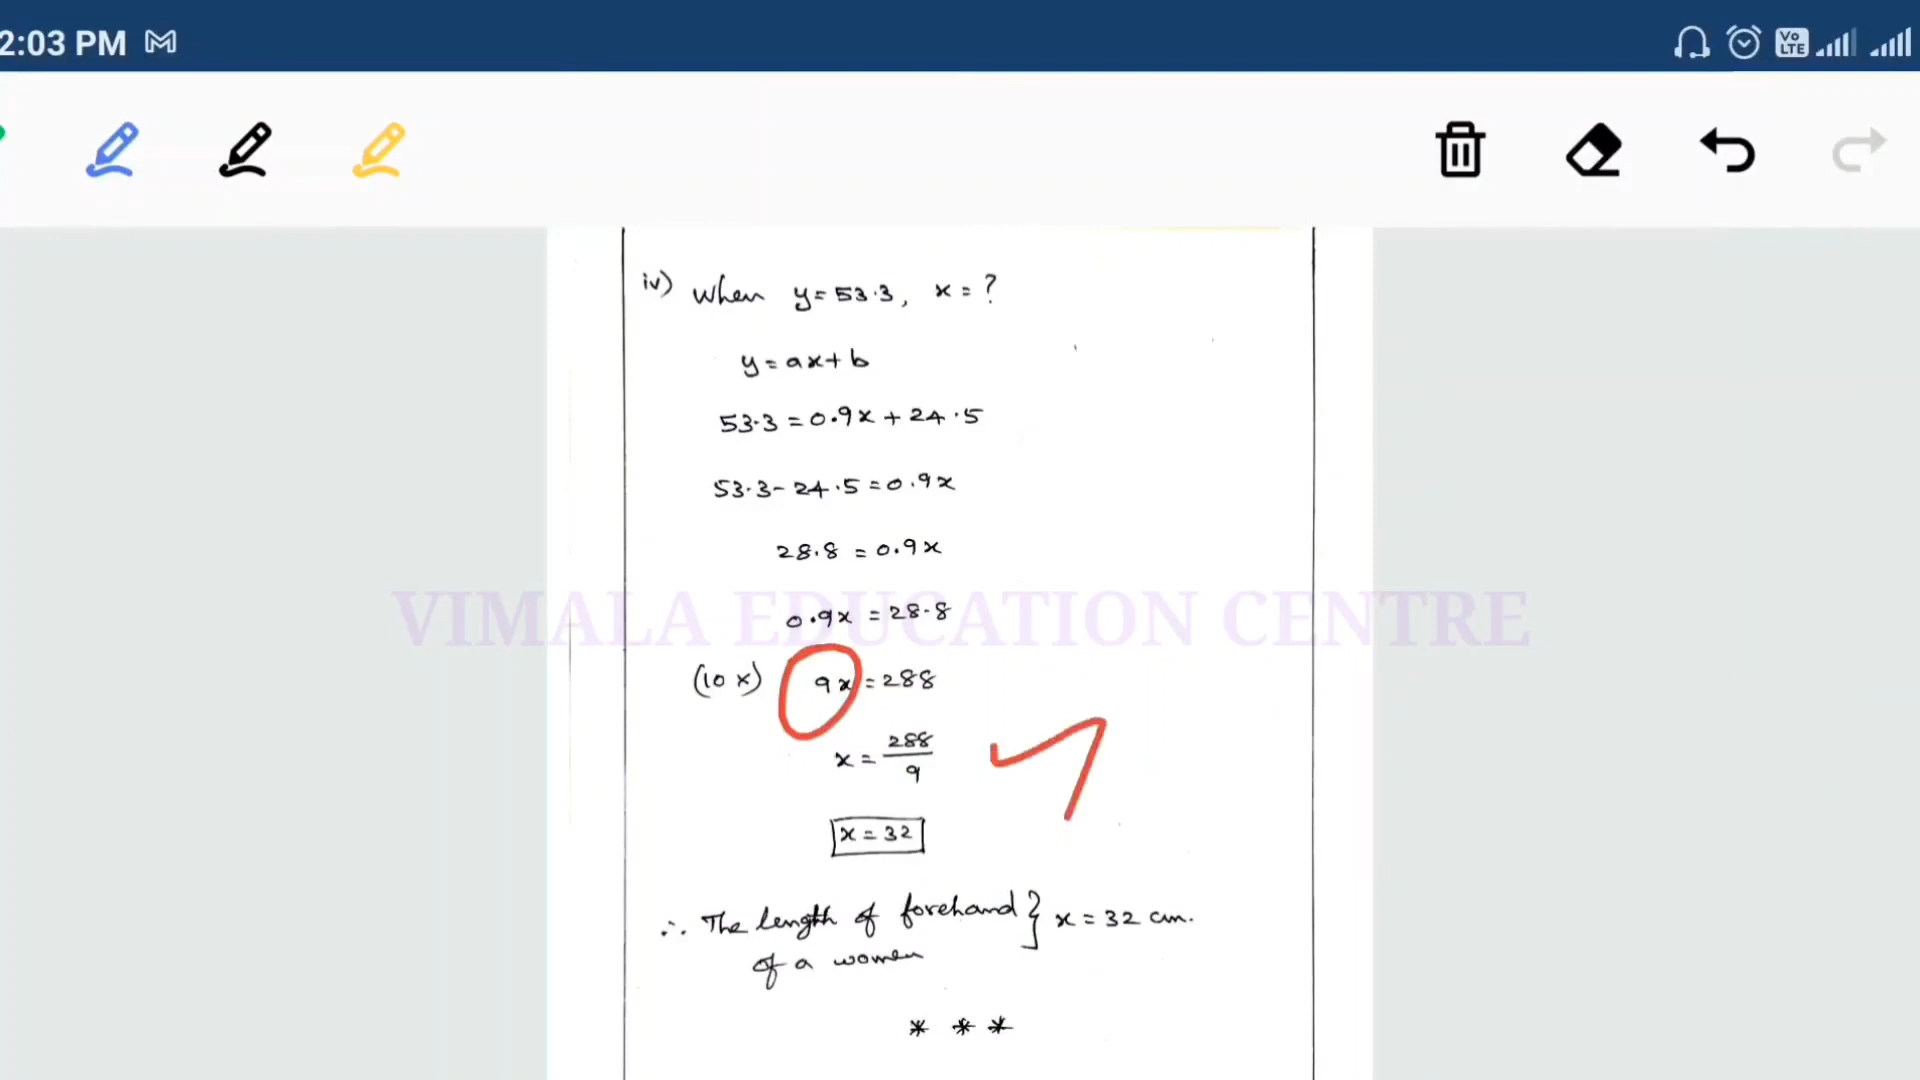 2:03 PM
Vo LTE
iv) When y = 53.3, x = ?
y = ax + b
53.3 = 0.9x + 24.5
53.3 - 24.5 = 0.9x
28.8 = 0.9x
0.9x = 28.8
VIMALA EDUCATION CENTRE
(10 x) 9x = 288
x = 288/9
x = 32
∴ The length of forehand } x = 32 cm.
of a women
* * *